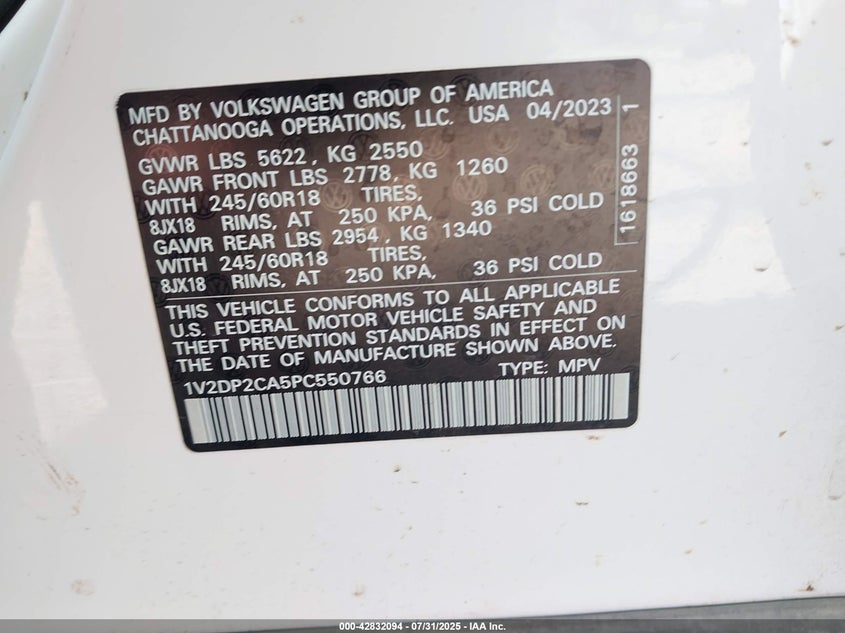 MFD BY VOLKSWAGEN GROUP OF AMERICA
CHATTANOOGA OPERATIONS, LLC. USA 04/2023
GVWR LBS 5622, KG 2550
GAWR FRONT LBS 2778, KG 1260
WITH 245/60R18 TIRES,
8JX18 RIMS, AT 250 KPA, 36 PSI COLD
GAWR REAR LBS 2954, KG 1340
WITH 245/60R18 TIRES,
8JX18 RIMS, AT 250 KPA, 36 PSI COLD
THIS VEHICLE CONFORMS TO ALL APPLICABLE
U.S. FEDERAL MOTOR VEHICLE SAFETY AND
THEFT PREVENTION STANDARDS IN EFFECT ON
THE DATE OF MANUFACTURE SHOWN ABOVE.
1V2DP2CA5PC550766 TYPE: MPV
1618663 1
000-42832094 - 07/31/2025 - IAA Inc.